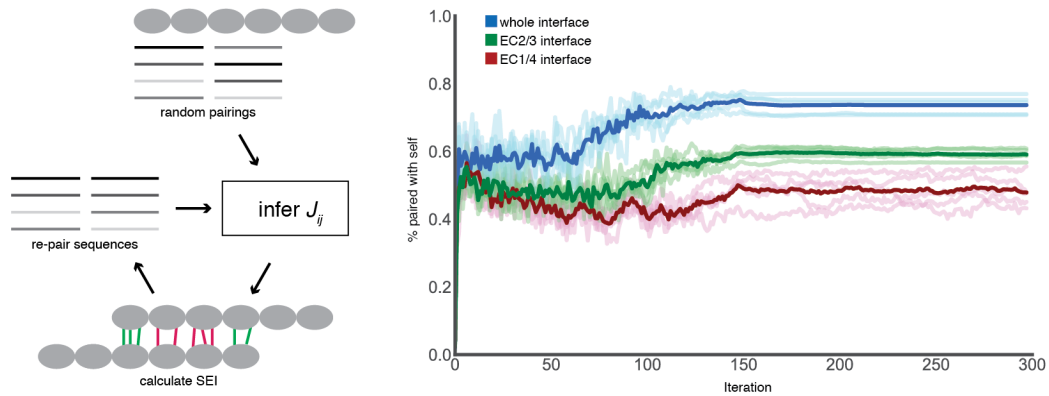 random pairings
infer Jij
re-pair sequences
calculate SEI
whole interface
EC2/3 interface
EC1/4 interface
% paired with self
1.0
0.8
0.6
0.4
0.2
0.0
0 50 100 150 200 250 300
Iteration